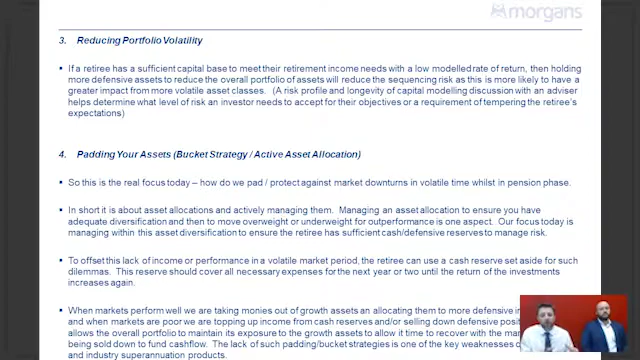 morgans
3. Reducing Portfolio Volatility
▪ If a retiree has a sufficient capital base to meet their retirement income needs with a low modelled rate of return, then holding
more defensive assets to reduce the overall portfolio of assets will reduce the sequencing risk as this is more likely to have a
greater impact from more volatile asset classes. (A risk profile and longevity of capital modelling discussion with an adviser
helps determine what level of risk an investor needs to accept for their objectives or a requirement of tempering the retiree's
expectations)
4. Padding Your Assets (Bucket Strategy / Active Asset Allocation)
▪ So this is the real focus today – how do we pad / protect against market downturns in volatile time whilst in pension phase.
▪ In short it is about asset allocations and actively managing them. Managing an asset allocation to ensure you have
adequate diversification and then to move overweight or underweight for outperformance is one aspect. Our focus today is
managing within this asset diversification to ensure the retiree has sufficient cash/defensive reserves to manage risk.
▪ To offset this lack of income or performance in a volatile market period, the retiree can use a cash reserve set aside for such
dilemmas. This reserve should cover all necessary expenses for the next year or two until the return of the investments
increases again.
▪ When markets perform well we are taking monies out of growth assets an allocating them to more defensive in
and when markets are poor we are topping up income from cash reserves and/or selling down defensive posit
allows the overall portfolio to maintain its exposure to the growth assets to allow it time to recover with the mar
being sold down to fund cashflow. The lack of such padding/bucket strategies is one of the key weaknesses o
and industry superannuation products.